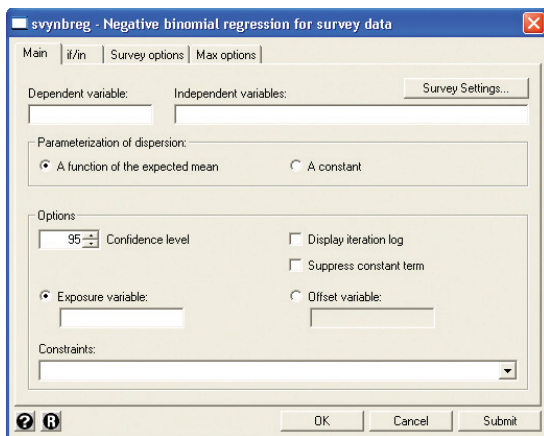 svynbreg - Negative binomial regression for survey data
Main if/in Survey options Max options
Survey Settings...
Dependent variable: Independent variables:
Parameterization of dispersion:
A function of the expected mean A constant
Options
95 Confidence level Display iteration log
Suppress constant term
Exposure variable: Offset variable:
Constraints:
? R OK Cancel Submit